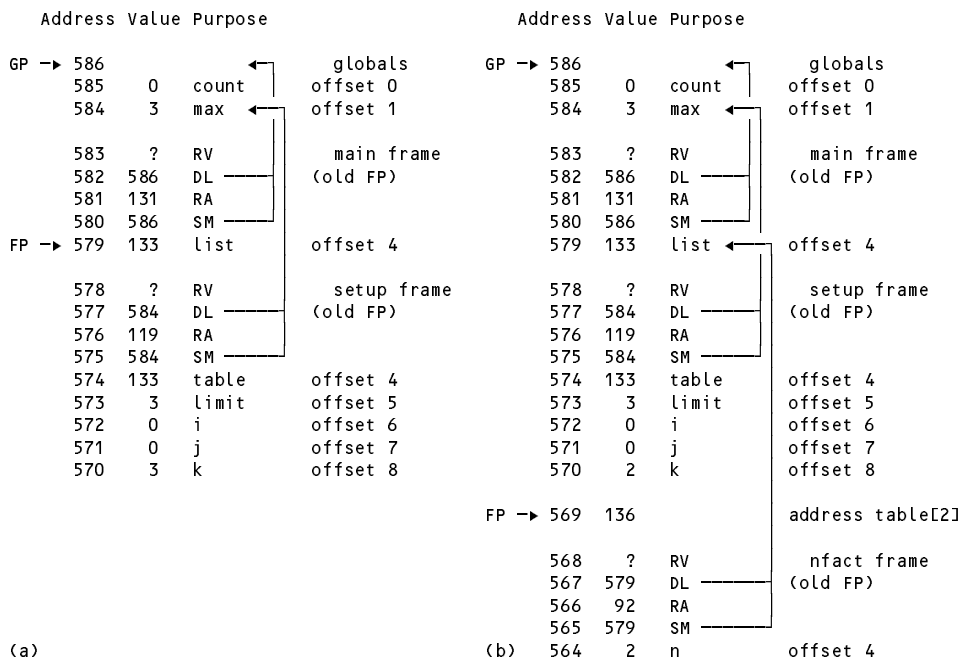 Address Value Purpose Address Value Purpose
GP → 586 globals GP → 586 globals
585 0 count offset 0 585 0 count offset 0
584 3 max offset 1 584 3 max offset 1
583 ? RV main frame 583 ? RV main frame
582 586 DL (old FP) 582 586 DL (old FP)
581 131 RA 581 131 RA
580 586 SM 580 586 SM
FP → 579 133 list offset 4 579 133 list offset 4
578 ? RV setup frame 578 ? RV setup frame
577 584 DL (old FP) 577 584 DL (old FP)
576 119 RA 576 119 RA
575 584 SM 575 584 SM
574 133 table offset 4 574 133 table offset 4
573 3 limit offset 5 573 3 limit offset 5
572 0 i offset 6 572 0 i offset 6
571 0 j offset 7 571 0 j offset 7
570 3 k offset 8 570 2 k offset 8
FP → 569 136 address table[2]
568 ? RV nfact frame
567 579 DL (old FP)
566 92 RA
565 579 SM
(a) (b) 564 2 n offset 4